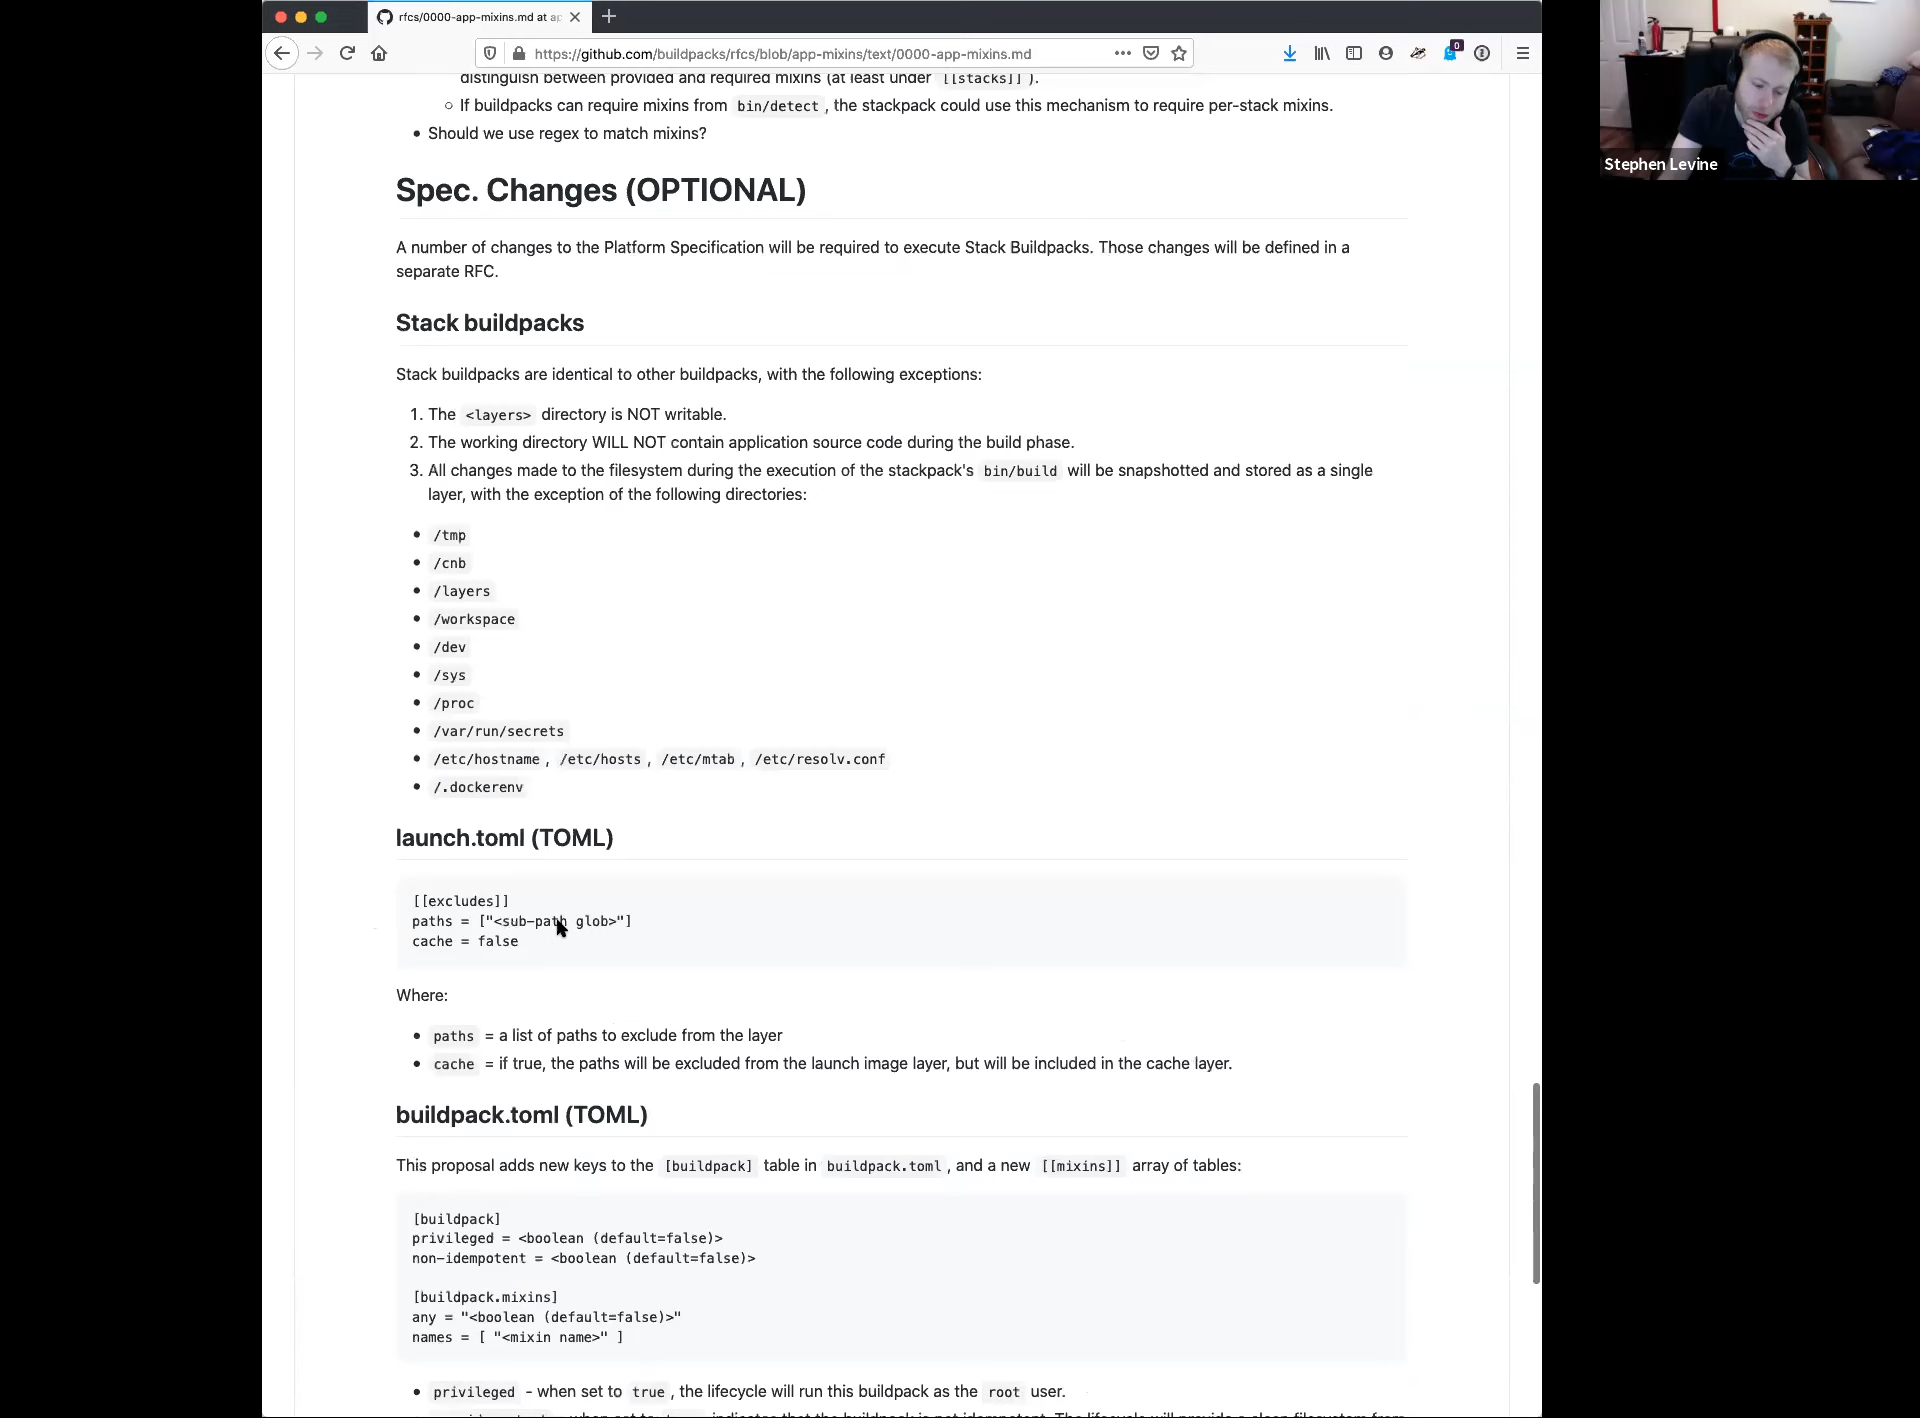 rfcs/0000-app-mixins.md at ap
https://github.com/buildpacks/rfcs/blob/app-mixins/text/0000-app-mixins.md
0
Stephen Levine
distinguish between provided and required mixins (at least under [[stacks]] ).
If buildpacks can require mixins from bin/detect , the stackpack could use this mechanism to require per-stack mixins.
Should we use regex to match mixins?
Spec. Changes (OPTIONAL)
A number of changes to the Platform Specification will be required to execute Stack Buildpacks. Those changes will be defined in a
separate RFC.
Stack buildpacks
Stack buildpacks are identical to other buildpacks, with the following exceptions:
1. The <layers> directory is NOT writable.
2. The working directory WILL NOT contain application source code during the build phase.
3. All changes made to the filesystem during the execution of the stackpack's bin/build will be snapshotted and stored as a single
layer, with the exception of the following directories:
/tmp
/cnb
/layers
/workspace
/dev
/sys
/proc
/var/run/secrets
/etc/hostname , /etc/hosts , /etc/mtab , /etc/resolv.conf
/.dockerenv
launch.toml (TOML)
[[excludes]]
paths = ["<sub-path glob>"]
cache = false
Where:
paths = a list of paths to exclude from the layer
cache = if true, the paths will be excluded from the launch image layer, but will be included in the cache layer.
buildpack.toml (TOML)
This proposal adds new keys to the [buildpack] table in buildpack.toml , and a new [[mixins]] array of tables:
[buildpack]
privileged = <boolean (default=false)>
non-idempotent = <boolean (default=false)>
[buildpack.mixins]
any = "<boolean (default=false)>"
names = [ "<mixin name>" ]
privileged - when set to true , the lifecycle will run this buildpack as the root user.